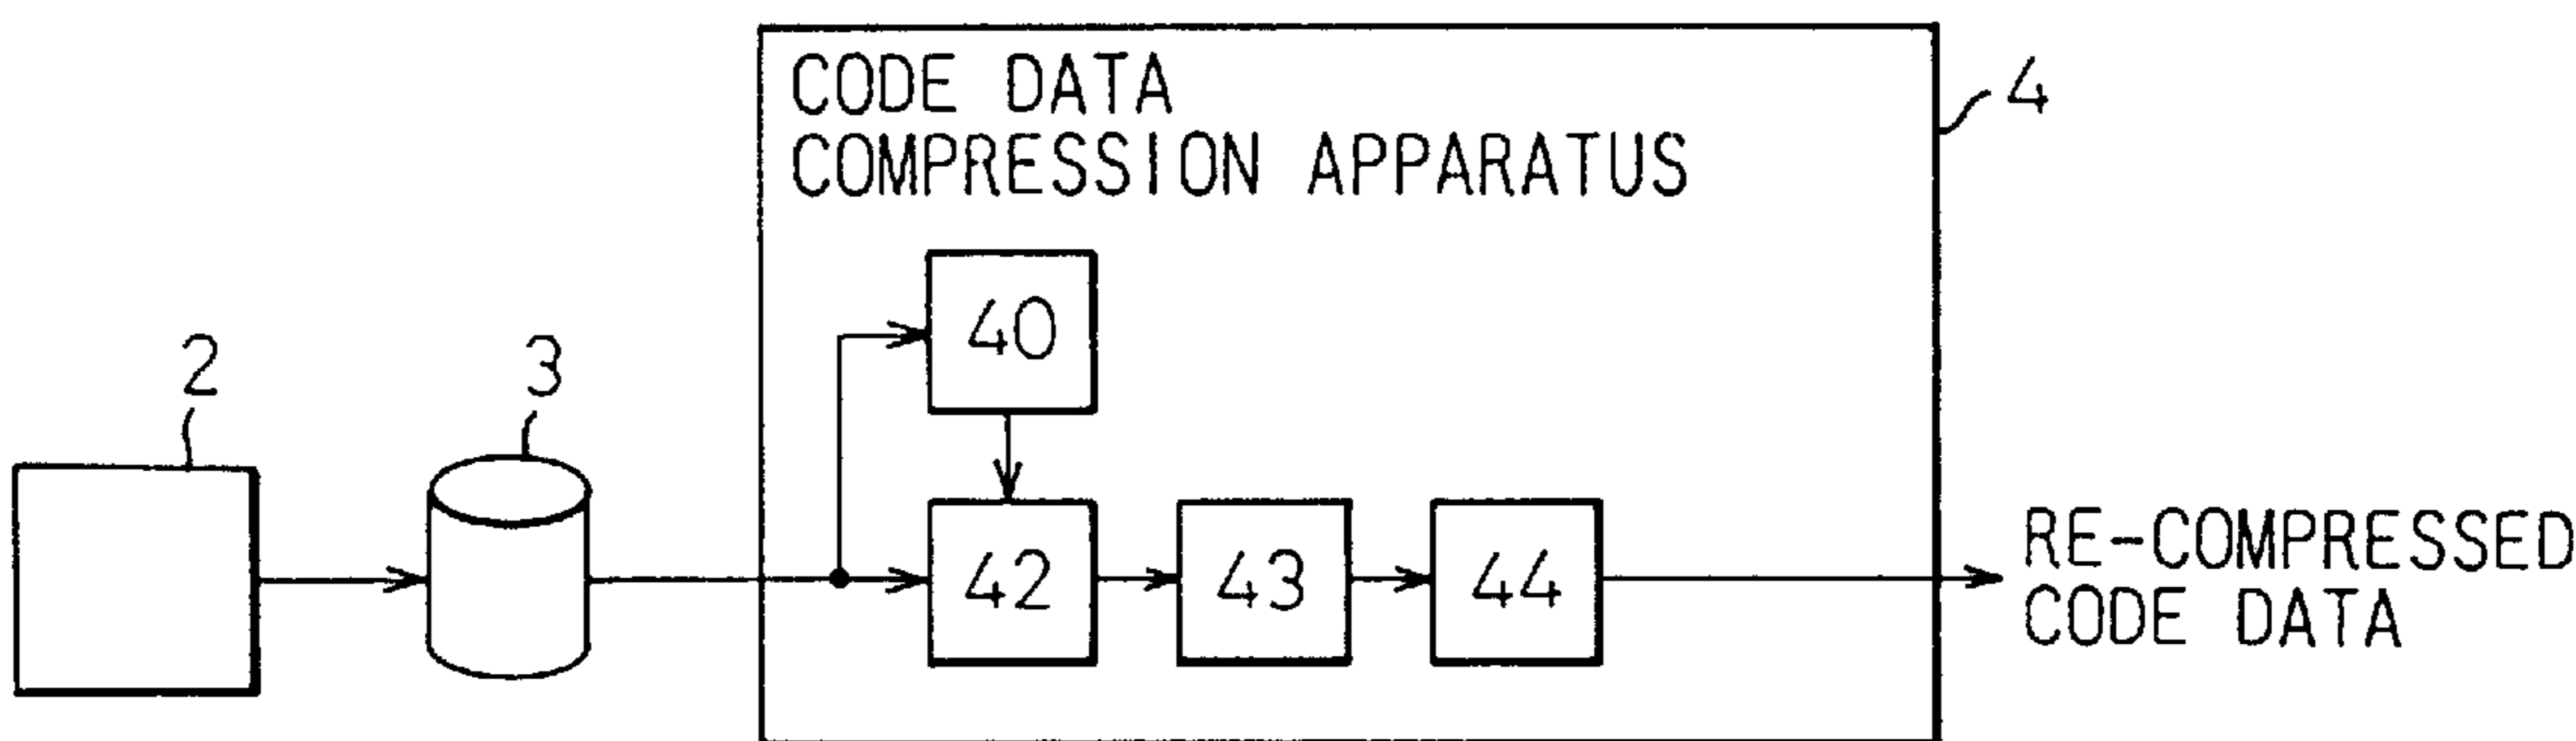 CODE DATA
COMPRESSION APPARATUS
4
40
2
3
42
43
44
RE-COMPRESSED
CODE DATA